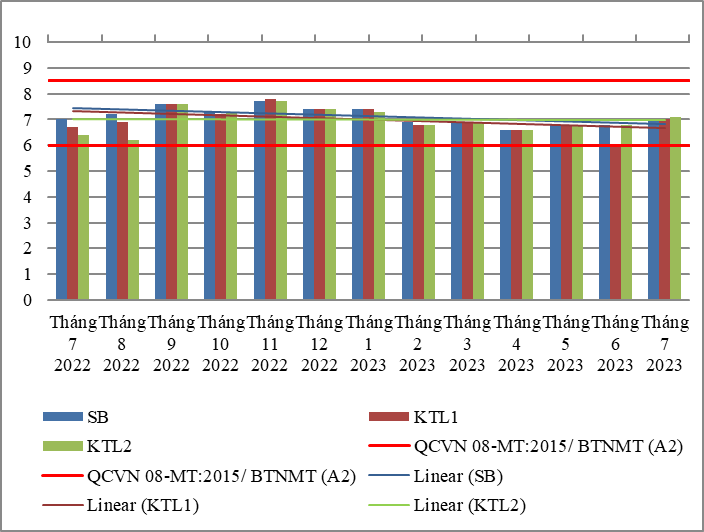 10
9
8
7
6
5
4
3
2
1
0
Tháng 7 2022
Tháng 8 2022
Tháng 9 2022
Tháng 10 2022
Tháng 11 2022
Tháng 12 2022
Tháng 1 2023
Tháng 2 2023
Tháng 3 2023
Tháng 4 2023
Tháng 5 2023
Tháng 6 2023
Tháng 7 2023
SB
KTL1
KTL2
QCVN 08-MT:2015/ BTNMT (A2)
QCVN 08-MT:2015/ BTNMT (A2)
Linear (SB)
Linear (KTL1)
Linear (KTL2)